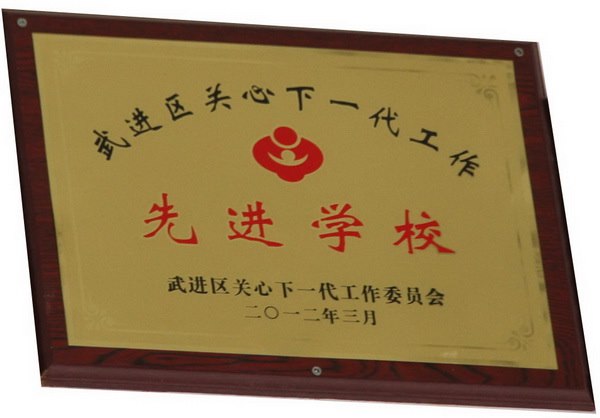 武进区关心下一代工作
先进学校
武进区关心下一代工作委员会
二〇一二年三月